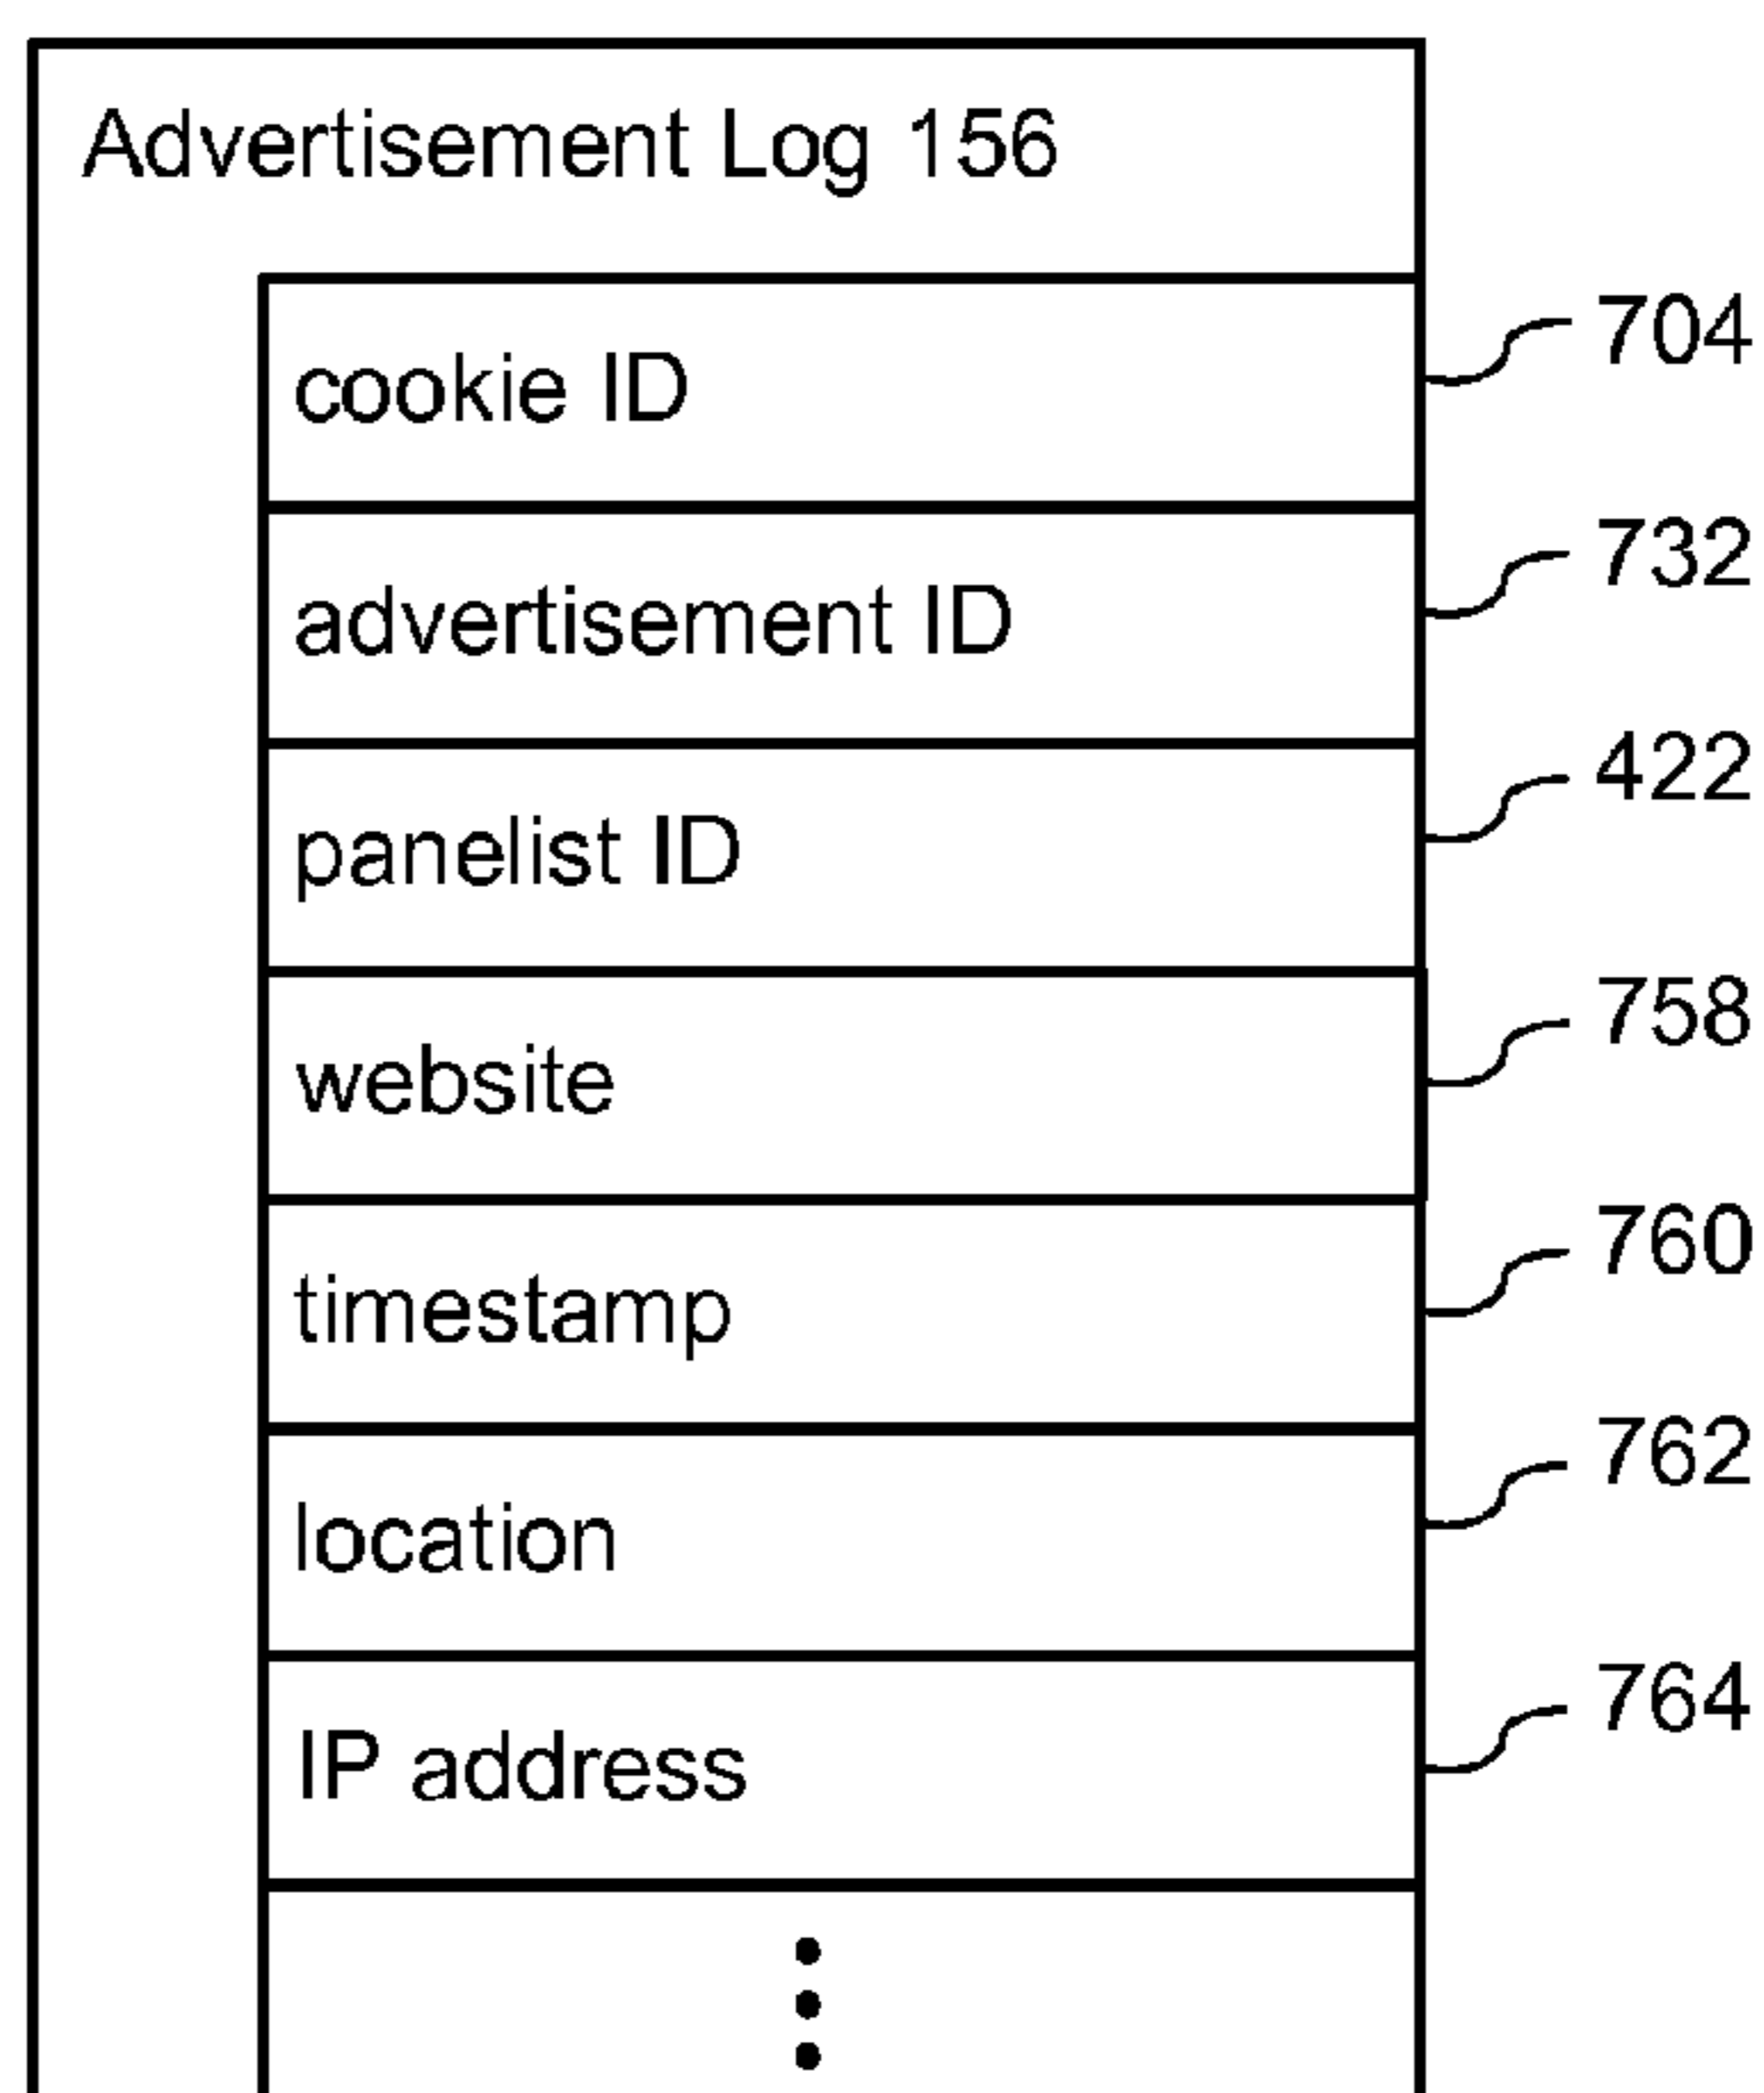 Advertisement Log 156
cookie ID 704
advertisement ID 732
panelist ID 422
website 758
timestamp 760
location 762
IP address 764